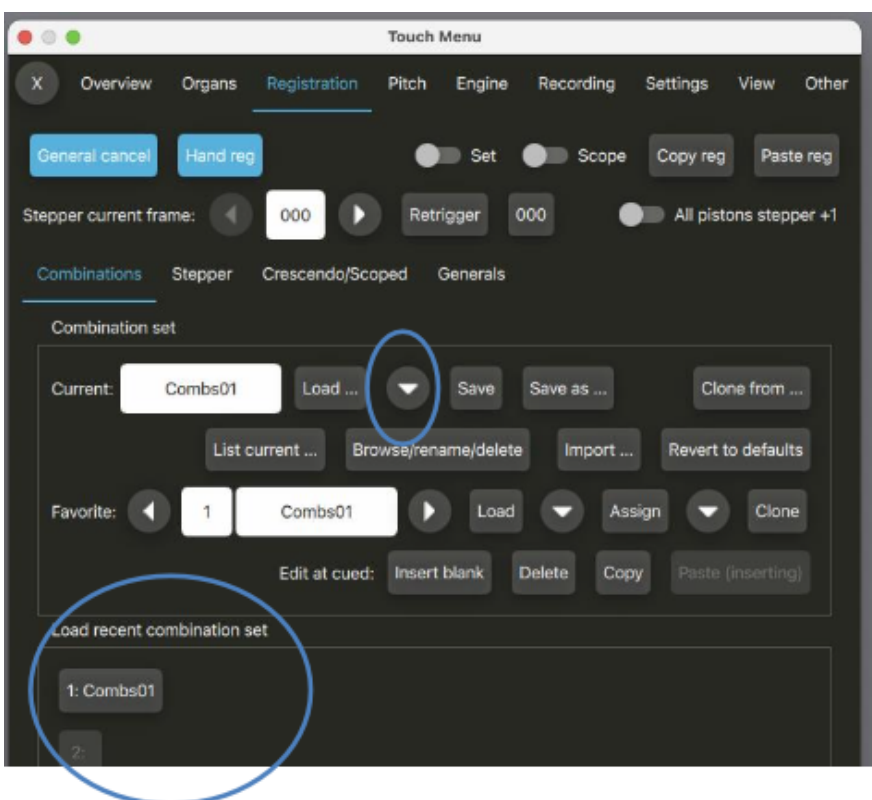 Touch Menu
X Overview Organs Registration Pitch Engine Recording Settings View Other
General cancel Hand reg Set Scope Copy reg Paste reg
Stepper current frame: 000 Retrigger 000 All pistons stepper +1
Combinations Stepper Crescendo/Scoped Generals
Combination set
Current: Combs01 Load ... Save Save as ... Clone from ...
List current ... Browse/rename/delete Import ... Revert to defaults
Favorite: 1 Combs01 Load Assign Clone
Edit at cued: Insert blank Delete Copy Paste (inserting)
Load recent combination set
1: Combs01
2: